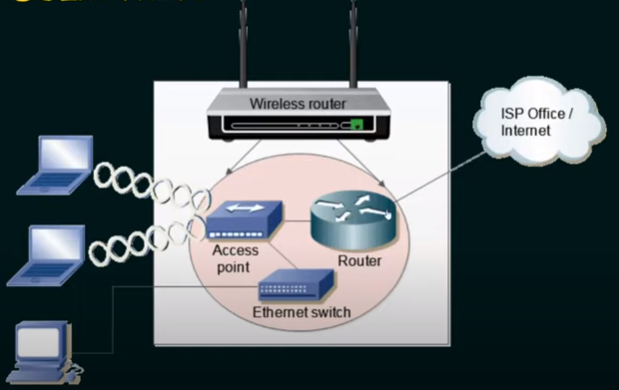 Wireless router
ISP Office /
Internet
Access
point
Router
Ethernet switch